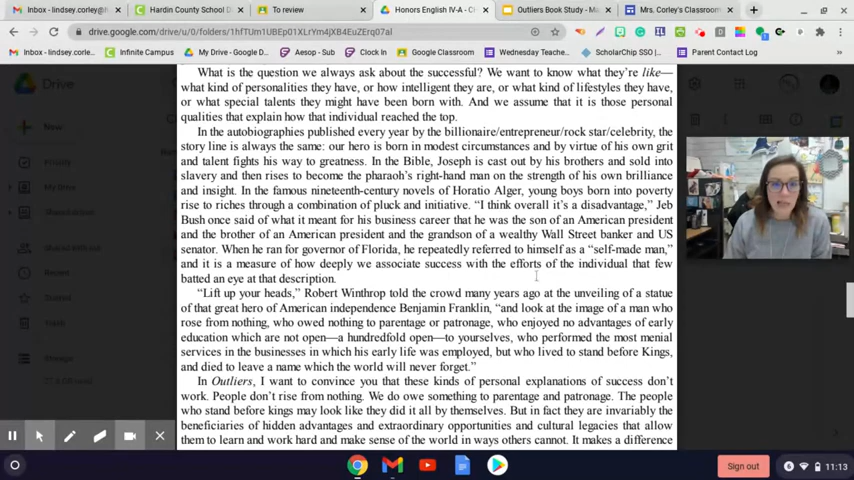 Inbox - lindsey.corley@
Hardin County School D
To review
Honors English IV-A - C
Outliers Book Study - M
Mrs. Corley's Classroom
drive.google.com/drive/u/0/folders/1hfTUm1UBEp01XLrYm1jXB4EuZErq07al
Inbox - lindsey.cor...
Infinite Campus
My Drive - Google D...
Aesop - Sub
Clock In
Google Classroom
Wednesday Teache...
ScholarChip SSO |...
Parent Contact Log
Drive
New
Priority
My Drive
Shared drives
Shared with me
Recent
Starred
Trash
Storage
What is the question we always ask about the successful? We want to know what they're like—
what kind of personalities they have, or how intelligent they are, or what kind of lifestyles they have,
or what special talents they might have been born with. And we assume that it is those personal
qualities that explain how that individual reached the top.
In the autobiographies published every year by the billionaire/entrepreneur/rock star/celebrity, the
story line is always the same: our hero is born in modest circumstances and by virtue of his own grit
and talent fights his way to greatness. In the Bible, Joseph is cast out by his brothers and sold into
slavery and then rises to become the pharaoh's right-hand man on the strength of his own brilliance
and insight. In the famous nineteenth-century novels of Horatio Alger, young boys born into poverty
rise to riches through a combination of pluck and initiative. “I think overall it's a disadvantage,” Jeb
Bush once said of what it meant for his business career that he was the son of an American president
and the brother of an American president and the grandson of a wealthy Wall Street banker and US
senator. When he ran for governor of Florida, he repeatedly referred to himself as a “self-made man,”
and it is a measure of how deeply we associate success with the efforts of the individual that few
batted an eye at that description.
“Lift up your heads,” Robert Winthrop told the crowd many years ago at the unveiling of a statue
of that great hero of American independence Benjamin Franklin, “and look at the image of a man who
rose from nothing, who owed nothing to parentage or patronage, who enjoyed no advantages of early
education which are not open—a hundredfold open—to yourselves, who performed the most menial
services in the businesses in which his early life was employed, but who lived to stand before Kings,
and died to leave a name which the world will never forget.”
In Outliers, I want to convince you that these kinds of personal explanations of success don't
work. People don't rise from nothing. We do owe something to parentage and patronage. The people
who stand before kings may look like they did it all by themselves. But in fact they are invariably the
beneficiaries of hidden advantages and extraordinary opportunities and cultural legacies that allow
them to learn and work hard and make sense of the world in ways others cannot. It makes a difference
Sign out
6
11:13